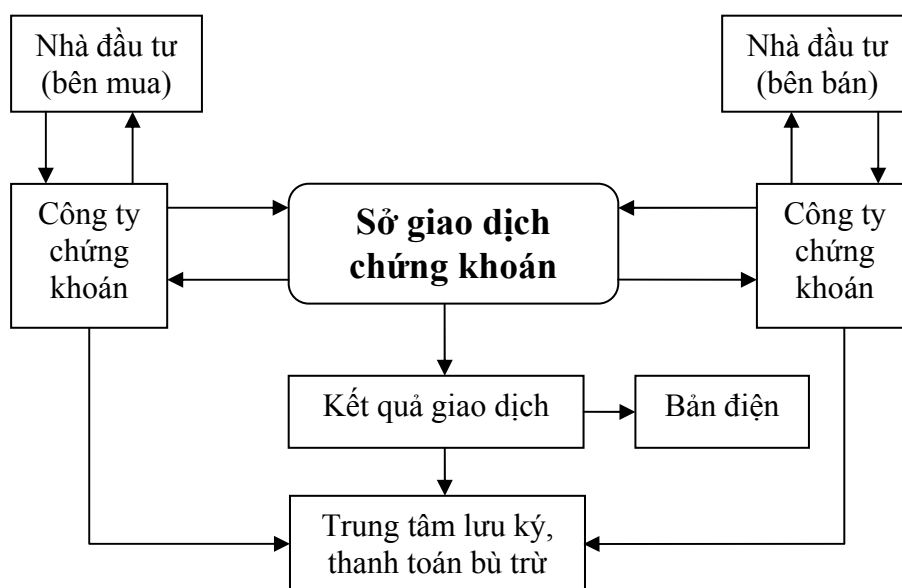 Nhà đầu tư
(bên mua)
Nhà đầu tư
(bên bán)
Công ty
chứng
khoán
Sở giao dịch
chứng khoán
Công ty
chứng
khoán
Kết quả giao dịch
Bản điện
Trung tâm lưu ký,
thanh toán bù trừ